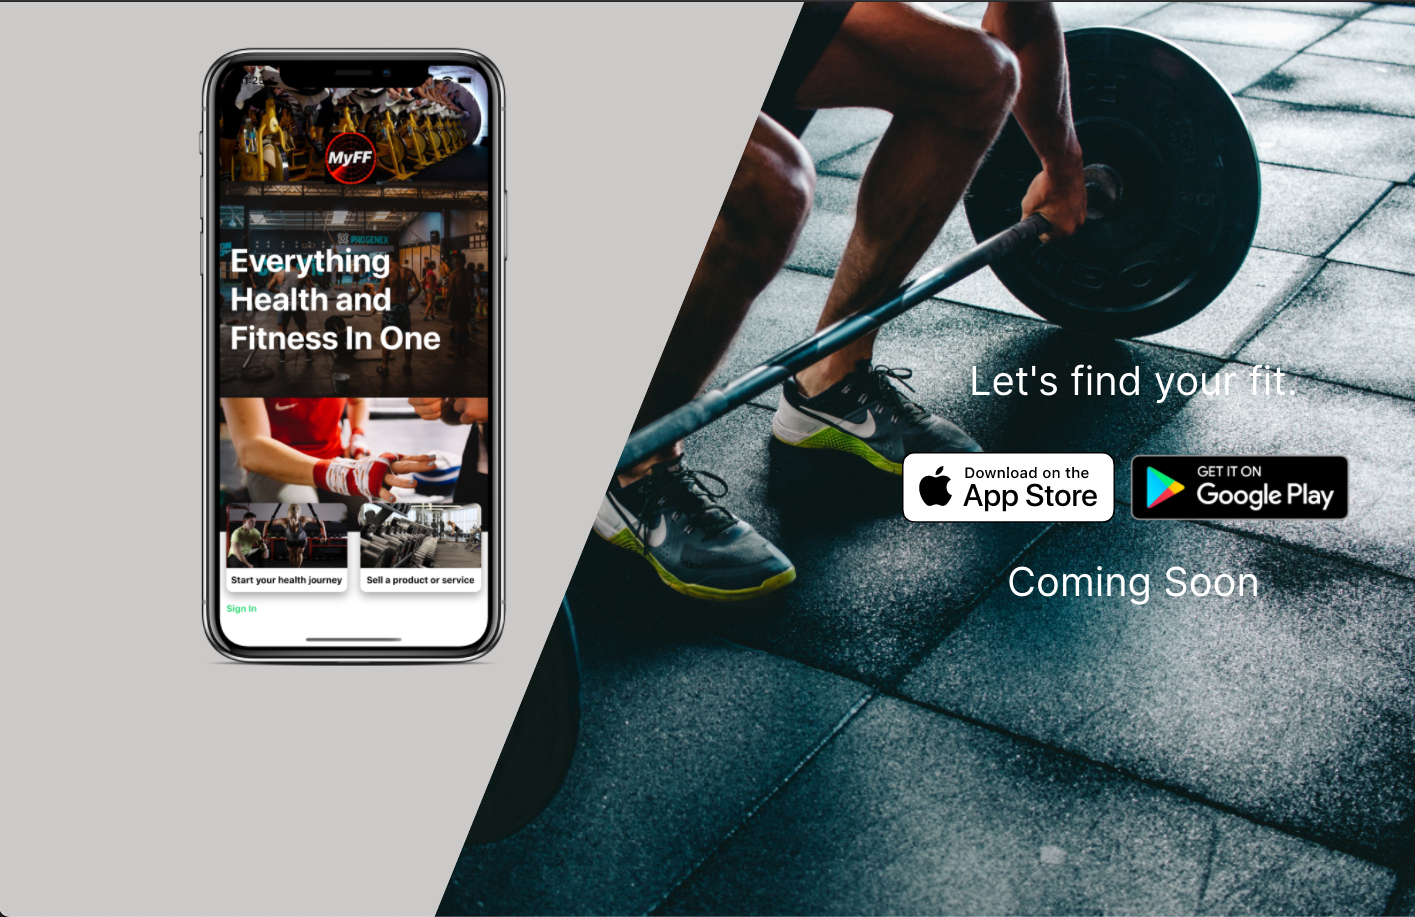 MyFF
PROGENEX
Everything
Health and
Fitness In One
Start your health journey
Sell a product or service
Sign In
Let's find your fit.
Download on the
App Store
GET IT ON
Google Play
Coming Soon